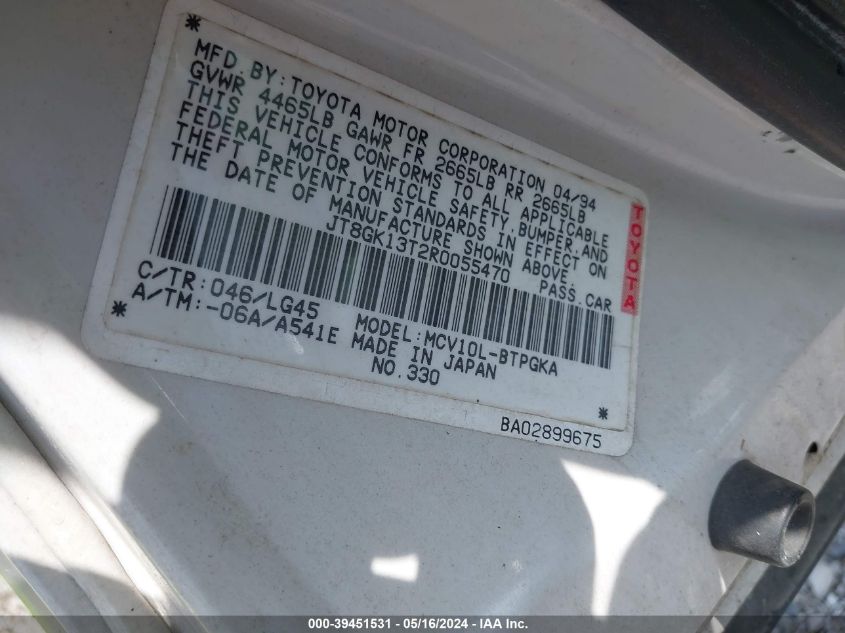 MFD.BY:TOYOTA MOTOR CORPORATION 04/94
GVWR 4465LB GAWR FR 2665LB RR 2665LB
THIS VEHICLE CONFORMS TO ALL APPLICABLE
FEDERAL MOTOR VEHICLE SAFETY,BUMPER,AND
THEFT PREVENTION STANDARDS IN EFFECT ON
THE DATE OF MANUFACTURE SHOWN ABOVE.
JT8GK13T2R0055470 PASS.CAR
TOYOTA
C/TR:046/LG45 MODEL:MCV10L-BTPGKA
A/TM:-06A/A541E MADE IN JAPAN
NO.330
BA02899675
000-39451531 - 05/16/2024 - IAA Inc.